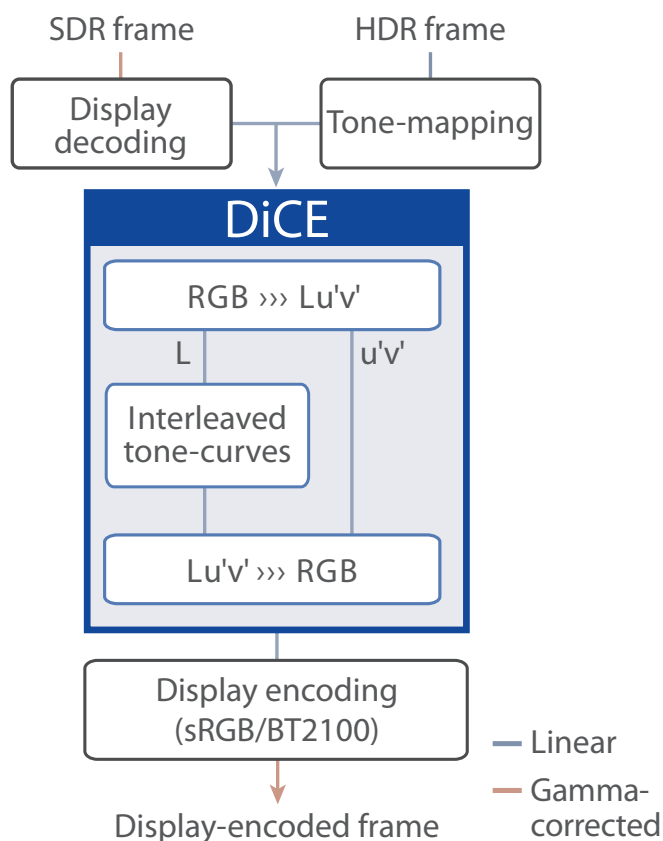 SDR frame
HDR frame
Display
decoding
Tone-mapping
DiCE
RGB ››› Lu'v'
L
u'v'
Interleaved
tone-curves
Lu'v' ››› RGB
Display encoding
(sRGB/BT2100)
Linear
Gamma-
corrected
Display-encoded frame